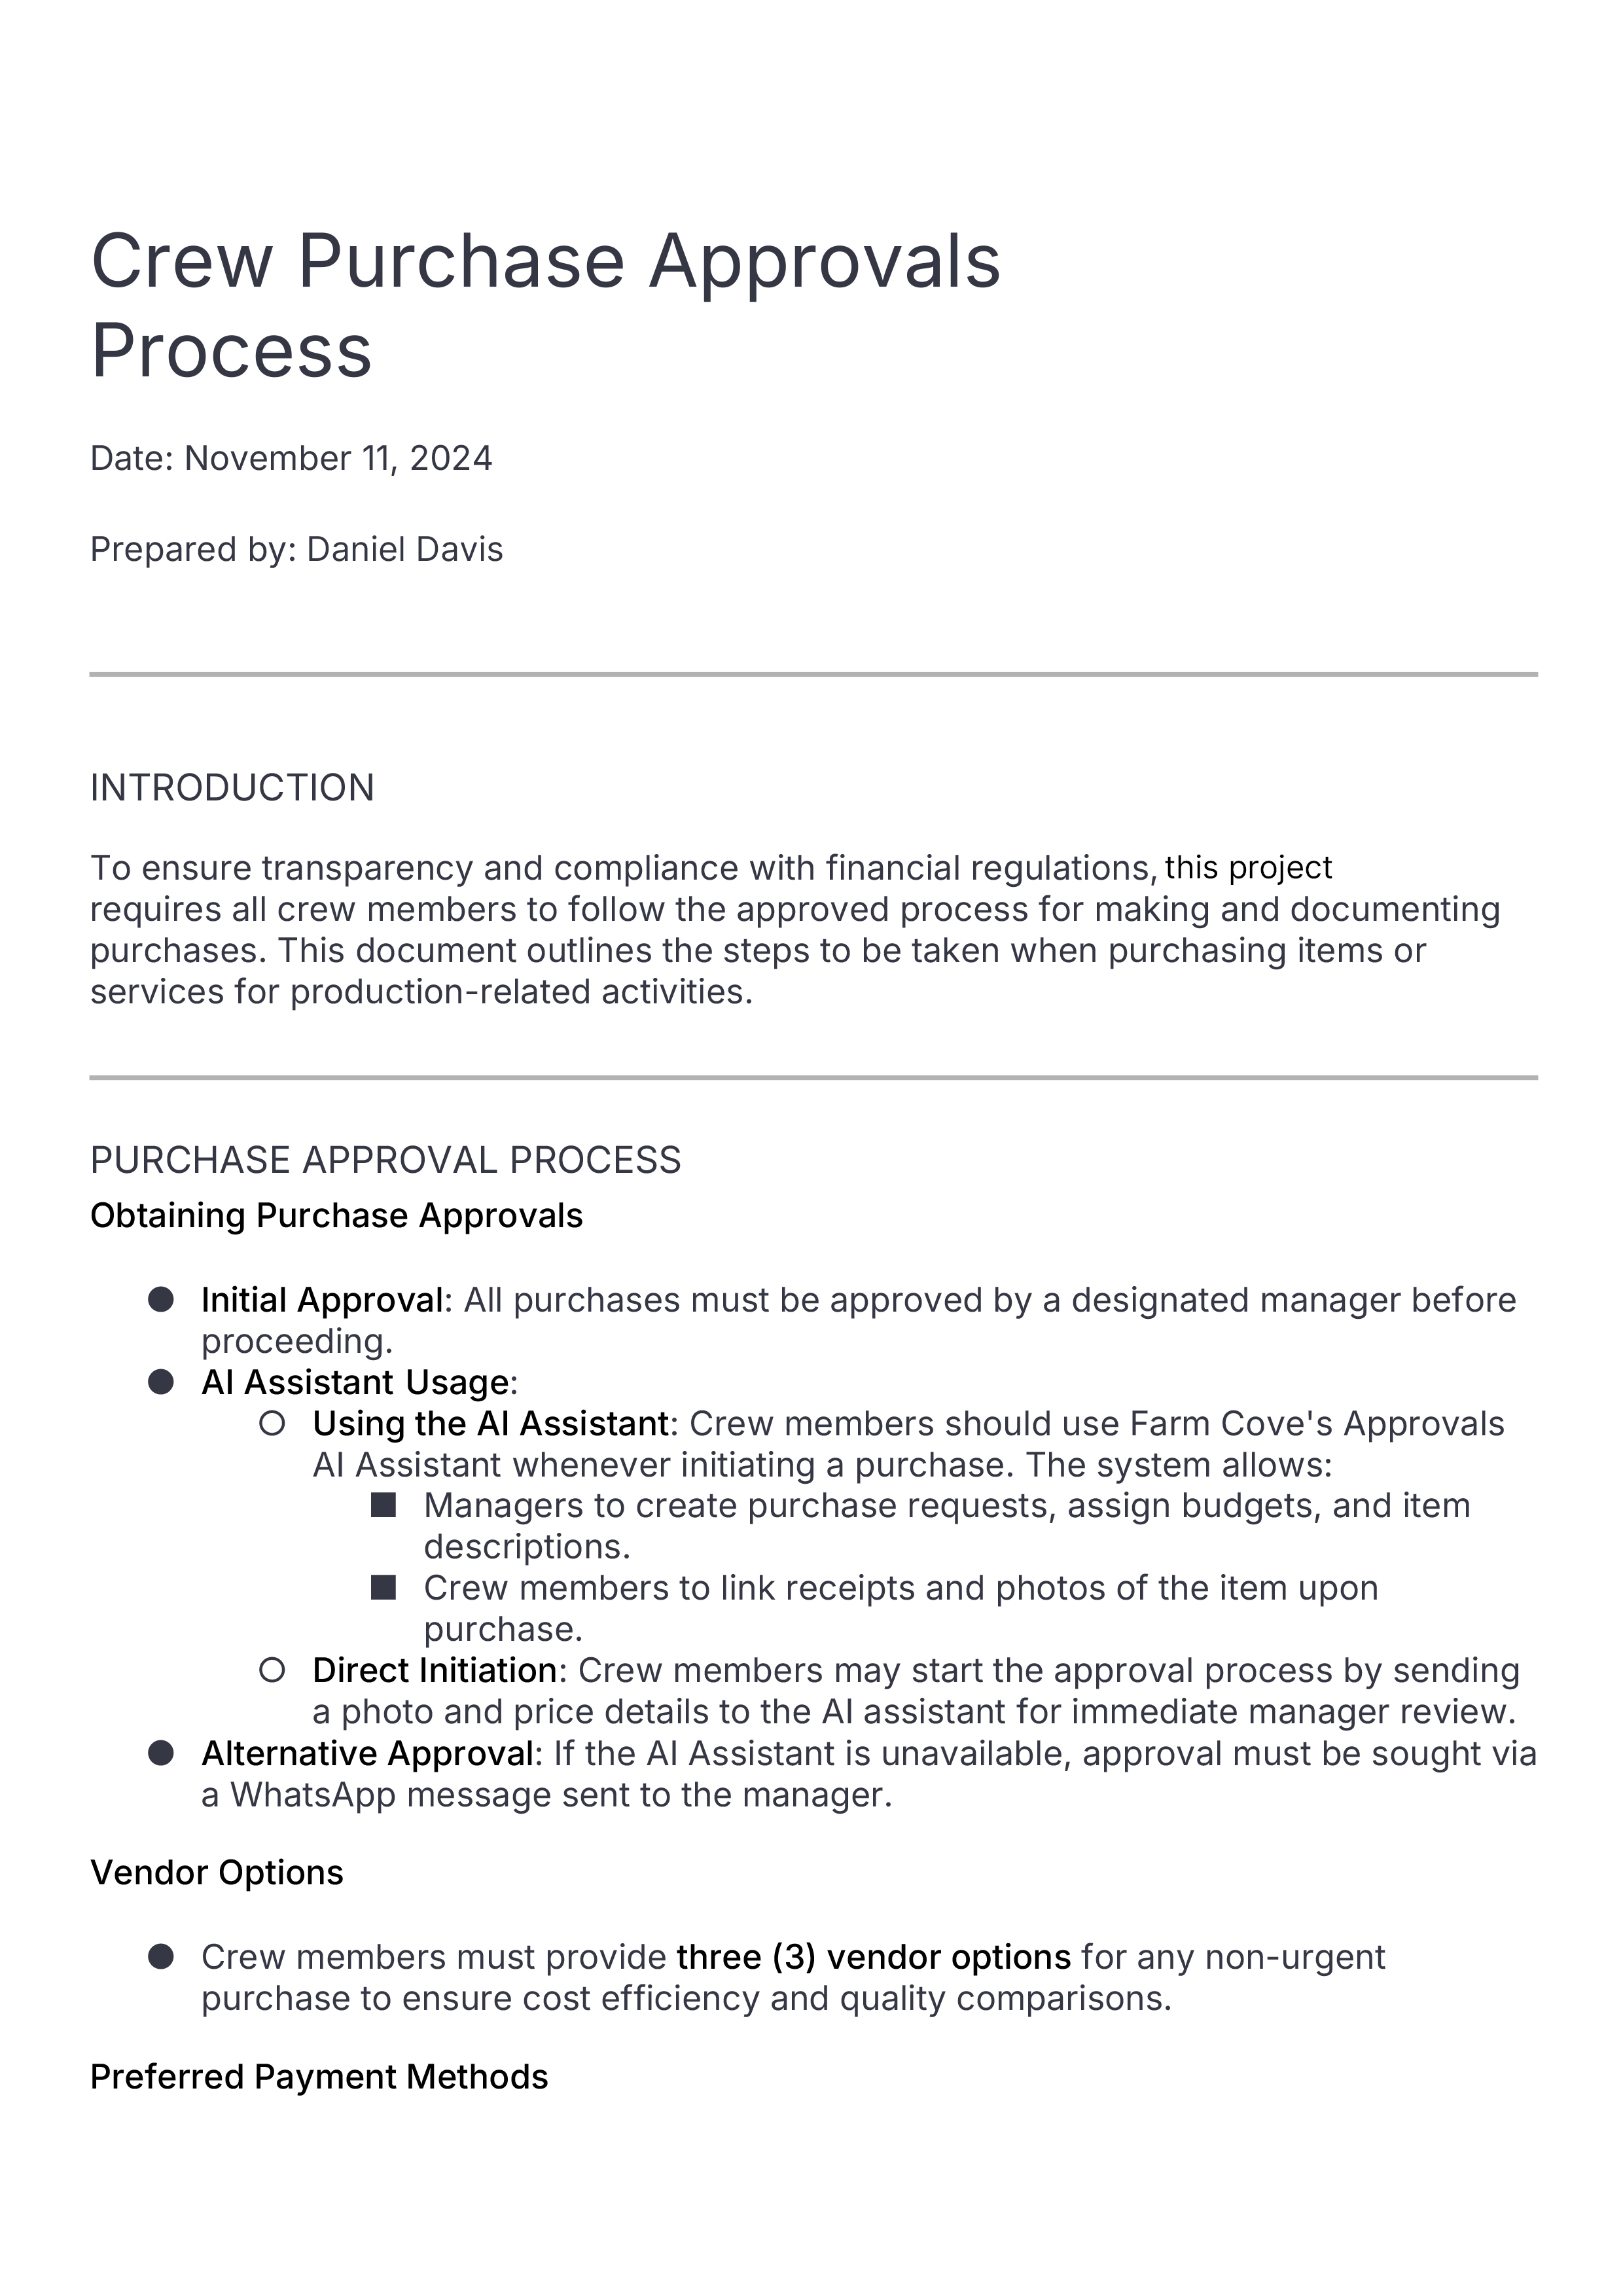 Crew Purchase Approvals
Process
Date: November 11, 2024
Prepared by: Daniel Davis
INTRODUCTION
To ensure transparency and compliance with financial regulations, this project
requires all crew members to follow the approved process for making and documenting
purchases. This document outlines the steps to be taken when purchasing items or
services for production-related activities.
PURCHASE APPROVAL PROCESS
Obtaining Purchase Approvals
● Initial Approval: All purchases must be approved by a designated manager before
proceeding.
● AI Assistant Usage:
○ Using the AI Assistant: Crew members should use Farm Cove's Approvals
AI Assistant whenever initiating a purchase. The system allows:
■ Managers to create purchase requests, assign budgets, and item
descriptions.
■ Crew members to link receipts and photos of the item upon
purchase.
○ Direct Initiation: Crew members may start the approval process by sending
a photo and price details to the AI assistant for immediate manager review.
● Alternative Approval: If the AI Assistant is unavailable, approval must be sought via
a WhatsApp message sent to the manager.
Vendor Options
● Crew members must provide three (3) vendor options for any non-urgent
purchase to ensure cost efficiency and quality comparisons.
Preferred Payment Methods